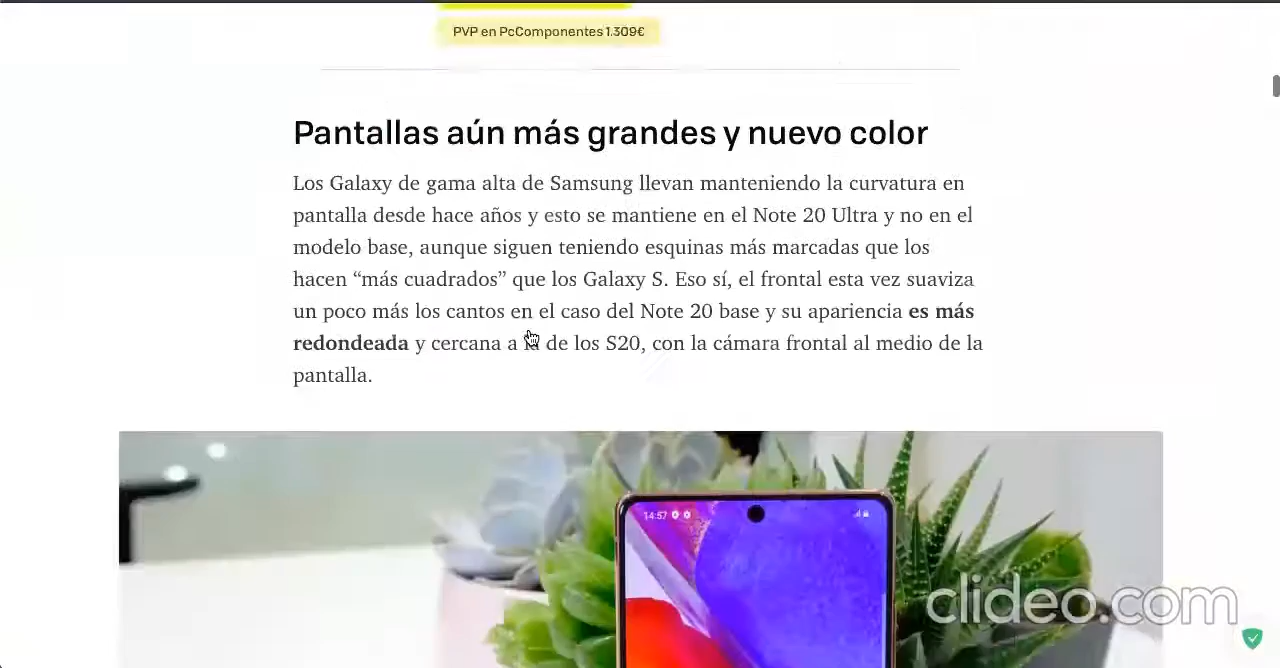 PVP en PcComponentes 1.309€
Pantallas aún más grandes y nuevo color
Los Galaxy de gama alta de Samsung llevan manteniendo la curvatura en
pantalla desde hace años y esto se mantiene en el Note 20 Ultra y no en el
modelo base, aunque siguen teniendo esquinas más marcadas que los
hacen “más cuadrados” que los Galaxy S. Eso sí, el frontal esta vez suaviza
un poco más los cantos en el caso del Note 20 base y su apariencia es más
redondeada y cercana a la de los S20, con la cámara frontal al medio de la
pantalla.
14:57
clideo.com